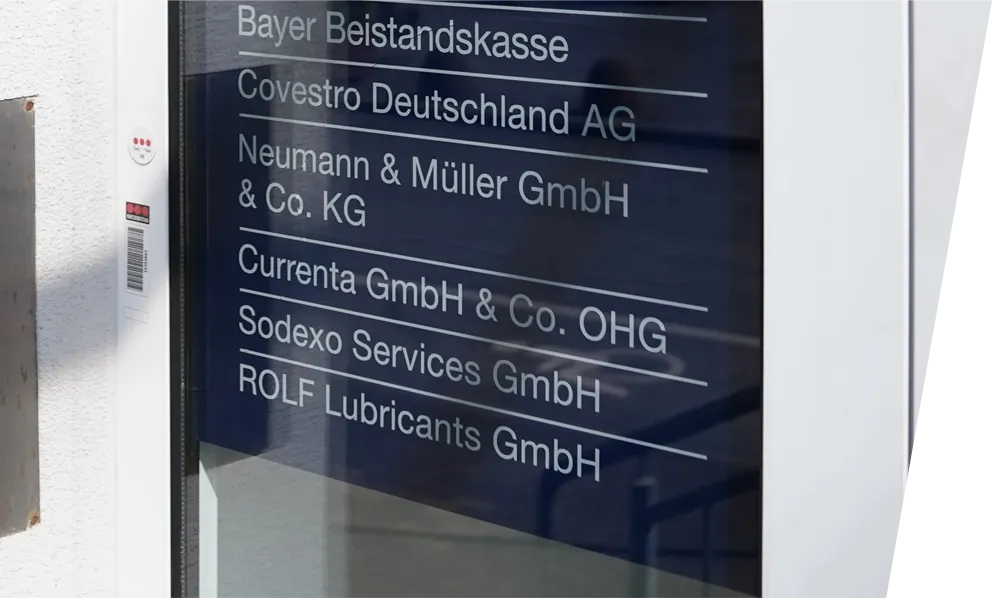 Bayer Beistandskasse
Covestro Deutschland AG
Neumann & Müller GmbH
& Co. KG
Currenta GmbH & Co. OHG
Sodexo Services GmbH
ROLF Lubricants GmbH